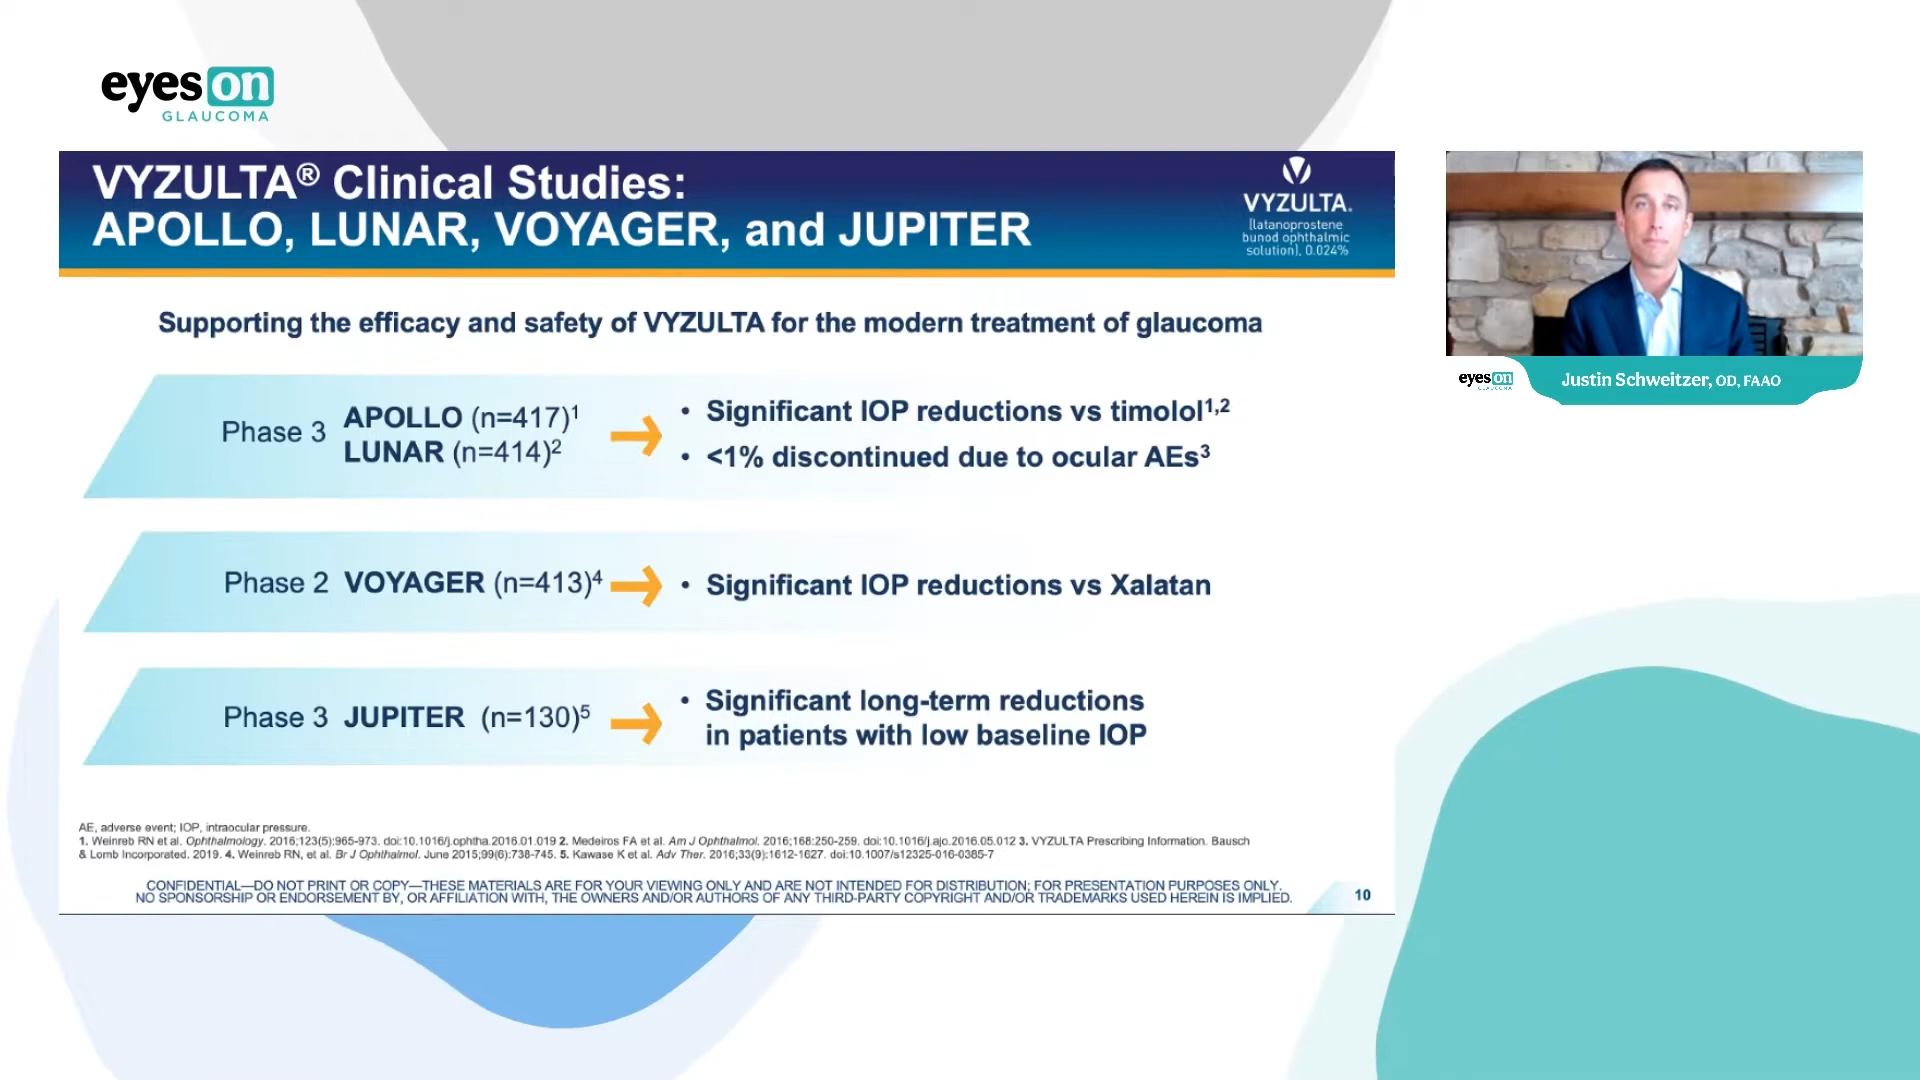 eyes on
GLAUCOMA
VYZULTA® Clinical Studies:
APOLLO, LUNAR, VOYAGER, and JUPITER
VYZULTA.
(latanoprostene
bunod ophthalmic
solution), 0.024%
Supporting the efficacy and safety of VYZULTA for the modern treatment of glaucoma
Phase 3 APOLLO (n=417)1
LUNAR (n=414)2
• Significant IOP reductions vs timolol1,2
• <1% discontinued due to ocular AEs3
Phase 2 VOYAGER (n=413)4
• Significant IOP reductions vs Xalatan
Phase 3 JUPITER (n=130)5
• Significant long-term reductions
in patients with low baseline IOP
AE, adverse event; IOP, intraocular pressure.
1. Weinreb RN et al. Ophthalmology. 2016;123(5):965-973. doi:10.1016/j.ophtha.2016.01.019 2. Medeiros FA et al. Am J Ophthalmol. 2016;168:250-259. doi:10.1016/j.ajo.2016.05.012 3. VYZULTA Prescribing Information. Bausch
& Lomb Incorporated. 2019. 4. Weinreb RN, et al. Br J Ophthalmol. June 2015;99(6):738-745. 5. Kawase K et al. Adv Ther. 2016;33(9):1612-1627. doi:10.1007/s12325-016-0385-7
CONFIDENTIAL—DO NOT PRINT OR COPY—THESE MATERIALS ARE FOR YOUR VIEWING ONLY AND ARE NOT INTENDED FOR DISTRIBUTION; FOR PRESENTATION PURPOSES ONLY.
NO SPONSORSHIP OR ENDORSEMENT BY, OR AFFILIATION WITH, THE OWNERS AND/OR AUTHORS OF ANY THIRD-PARTY COPYRIGHT AND/OR TRADEMARKS USED HEREIN IS IMPLIED.
10
eyes on
GLAUCOMA
Justin Schweitzer, OD, FAAO